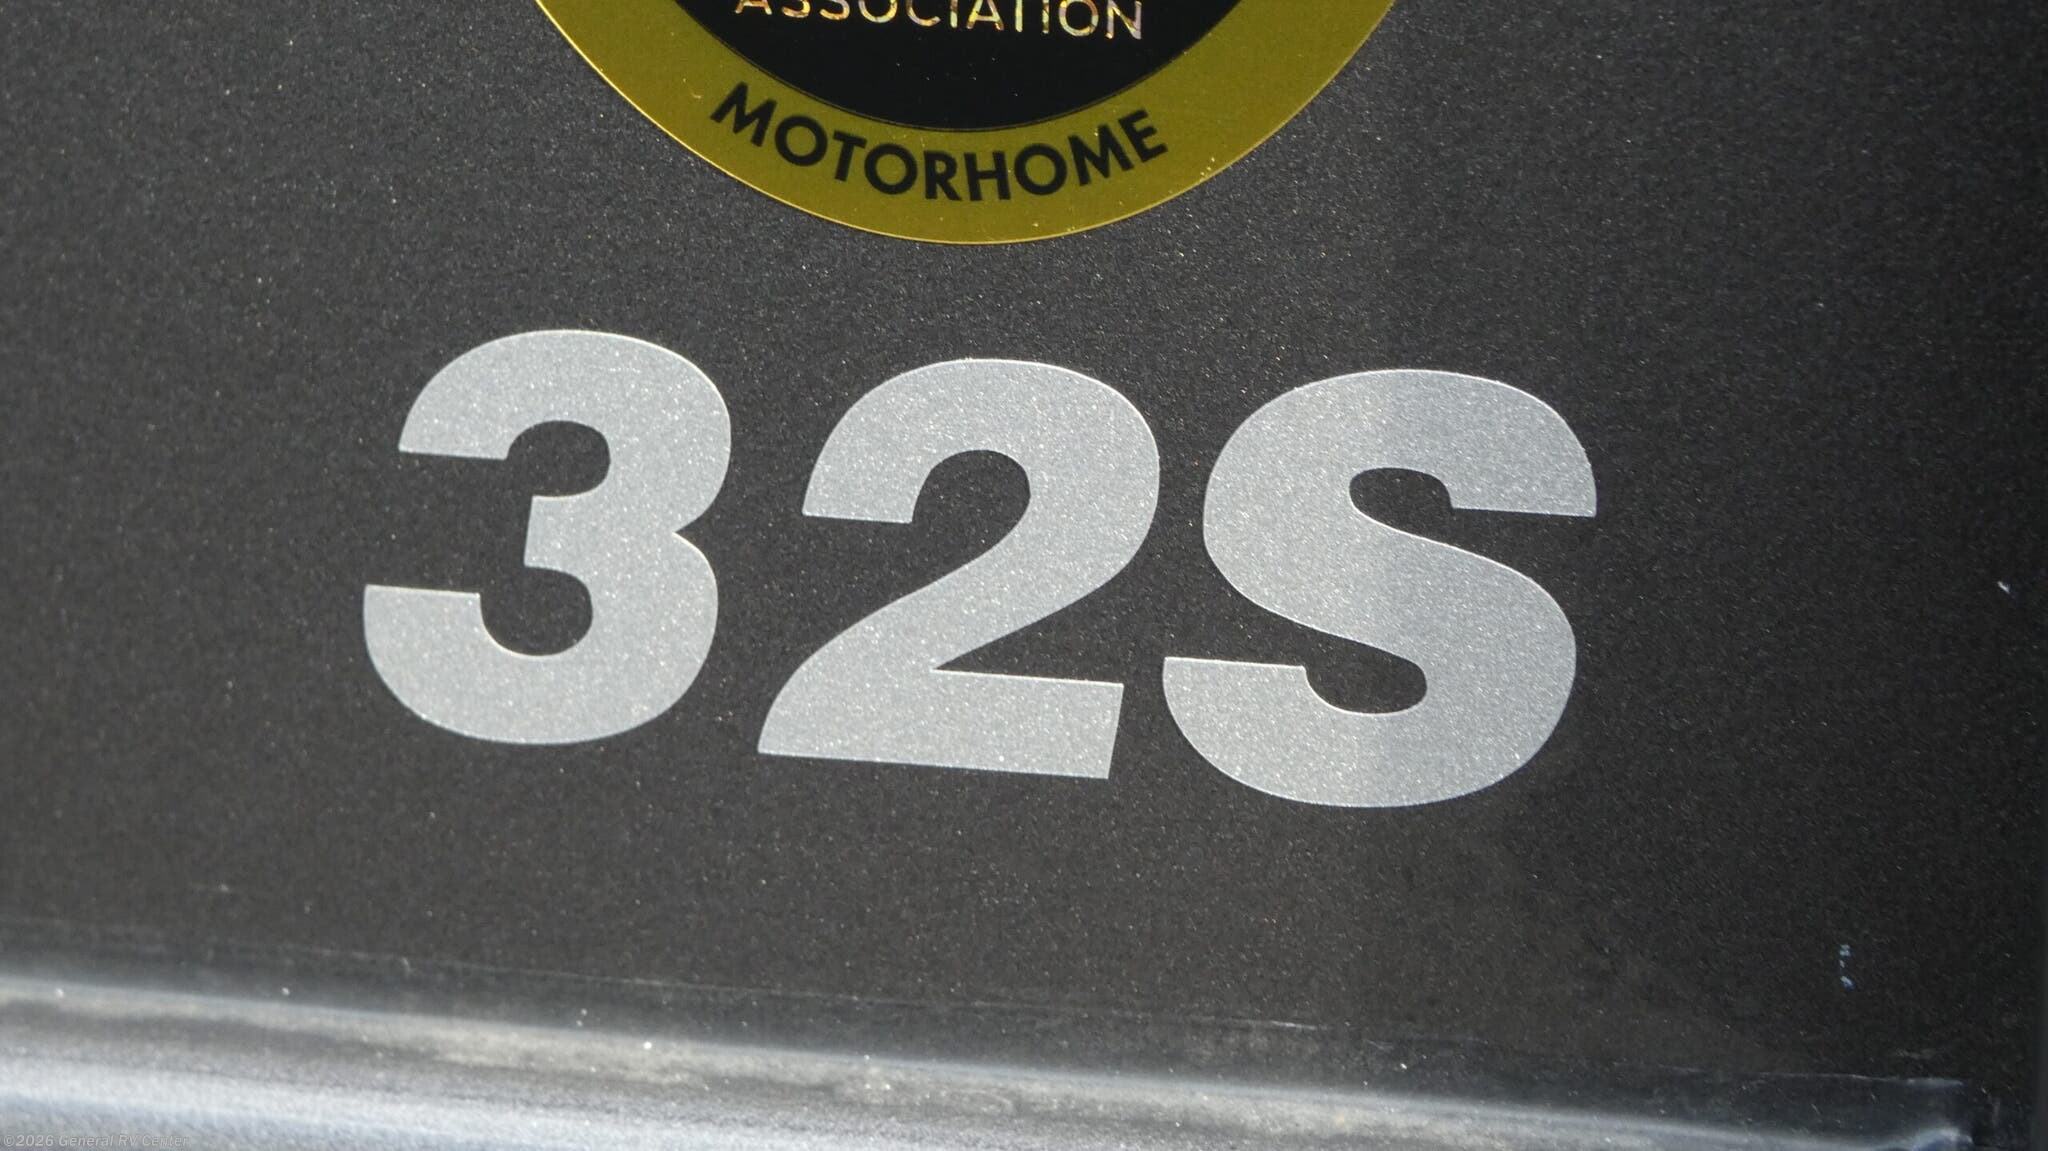 ASSOCIATION
MOTORHOME
32S
©2026 General RV Center